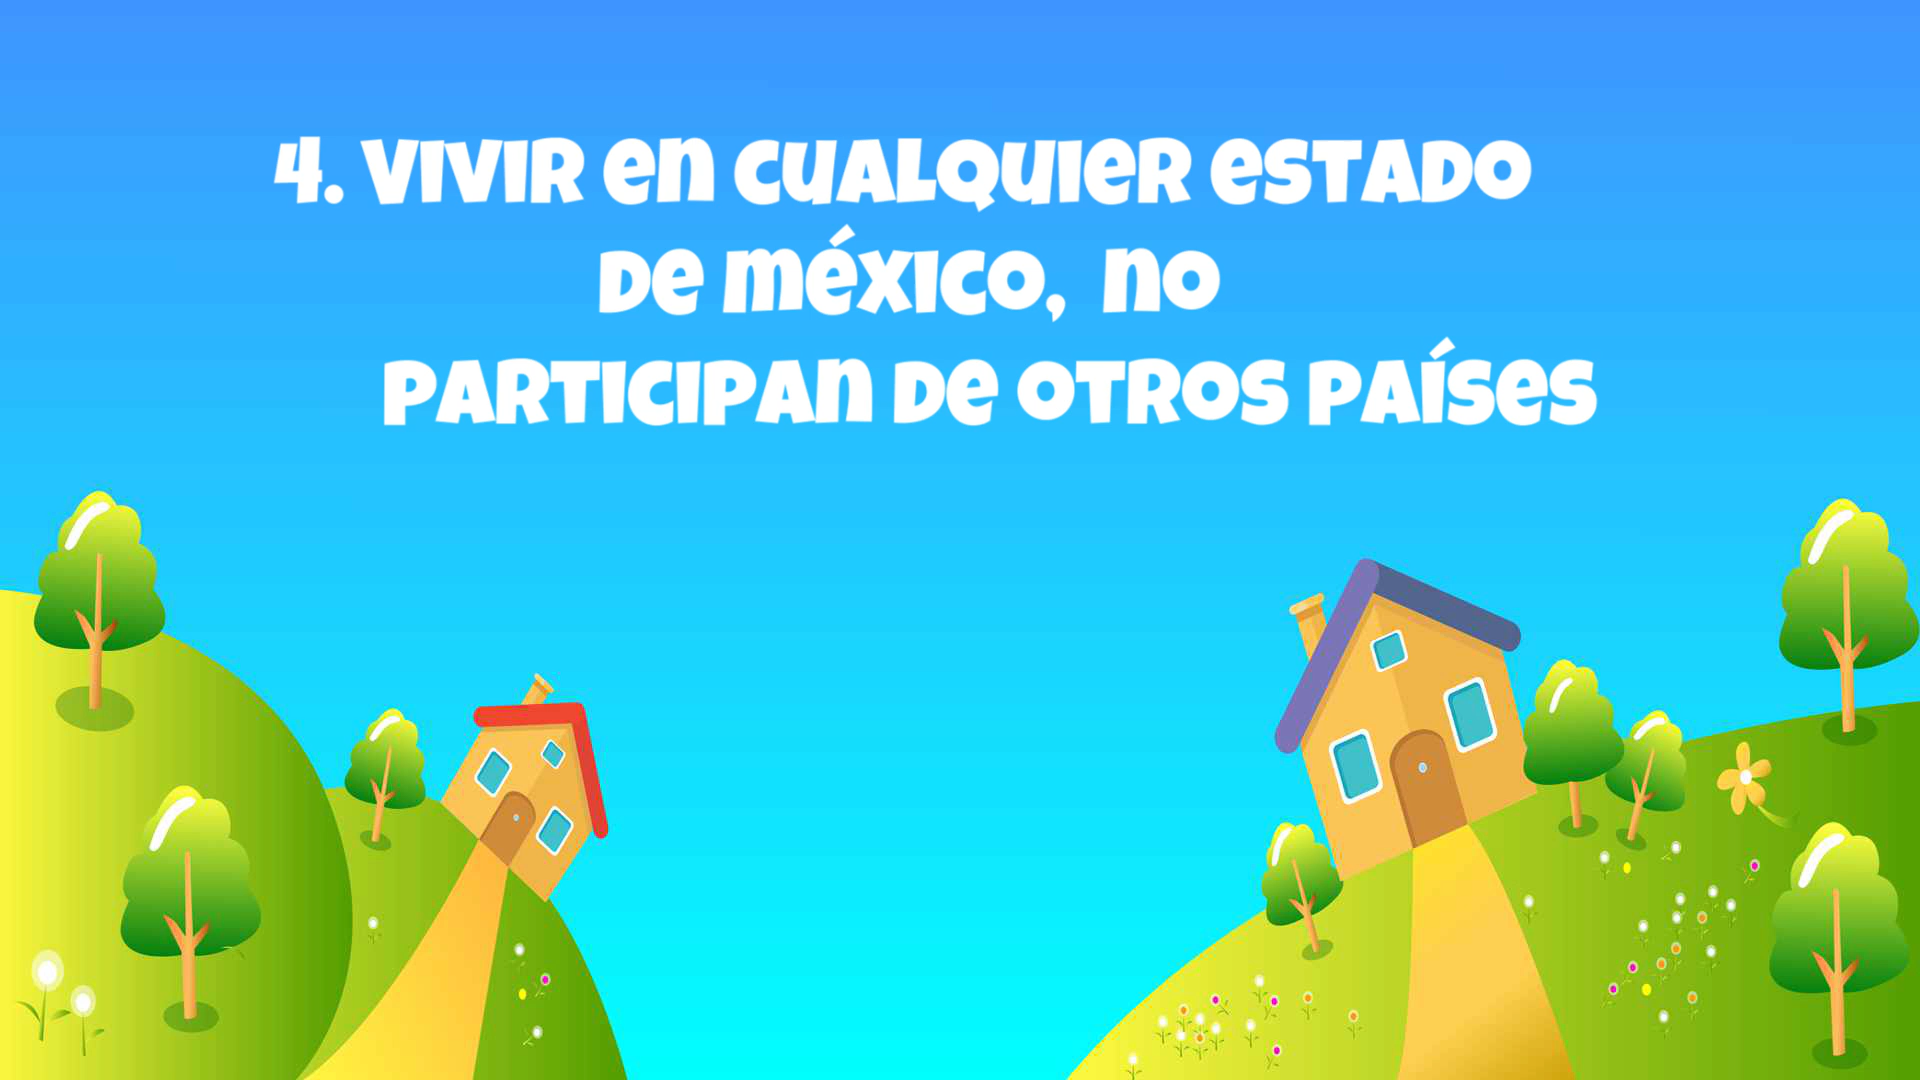 4. Vivir en cualquier estado
de México, no
participan de otros países